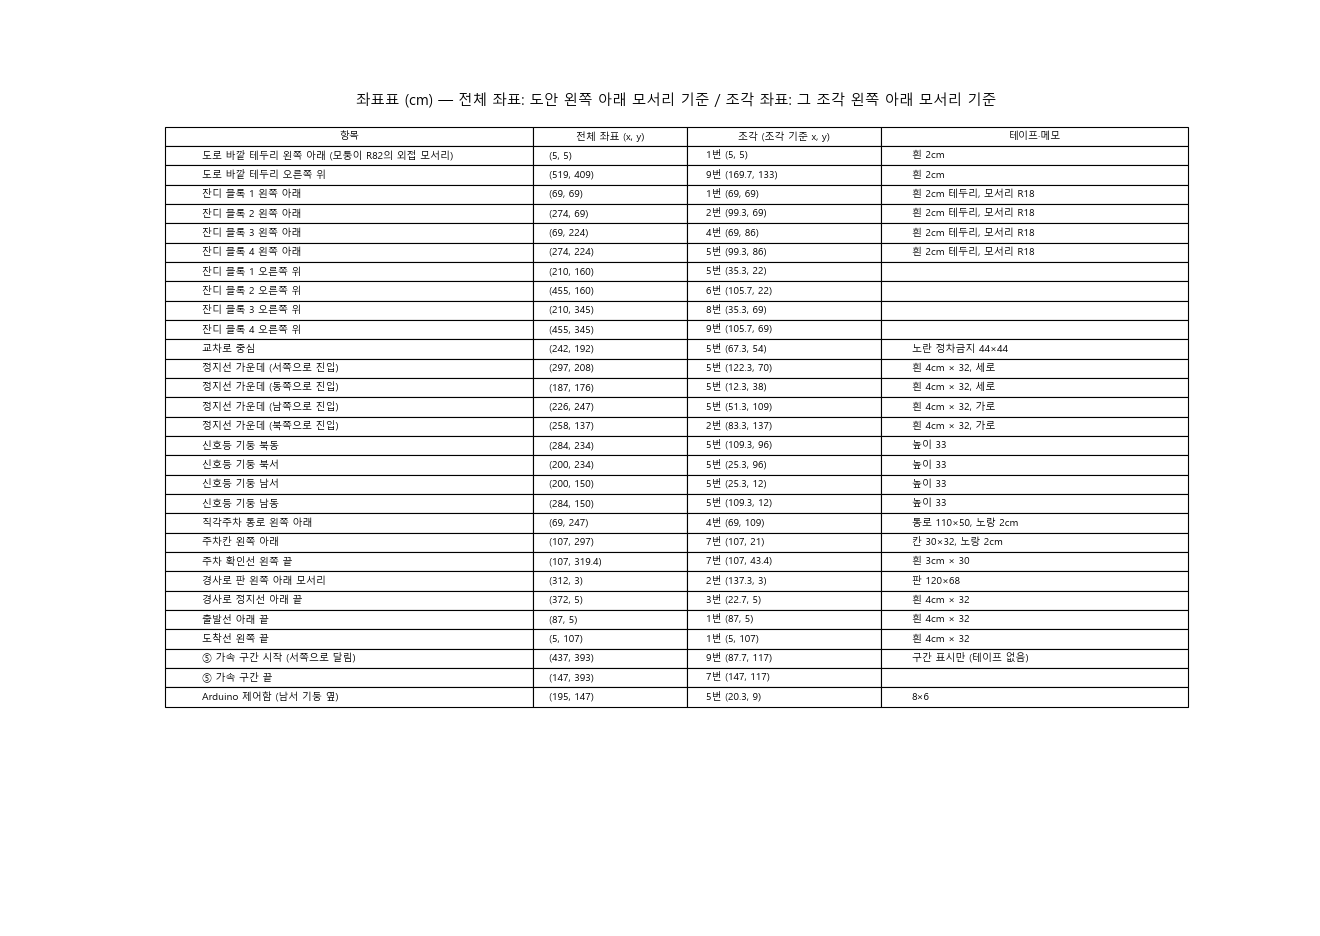 좌표표 (cm) — 전체 좌표: 도안 왼쪽 아래 모서리 기준 / 조각 좌표: 그 조각 왼쪽 아래 모서리 기준
항목 전체 좌표 (x, y) 조각 (조각 기준 x, y) 테이프·메모
도로 바깥 테두리 왼쪽 아래 (모퉁이 R82의 외접 모서리) (5, 5) 1번 (5, 5) 흰 2cm
도로 바깥 테두리 오른쪽 위 (519, 409) 9번 (169.7, 133) 흰 2cm
잔디 블록 1 왼쪽 아래 (69, 69) 1번 (69, 69) 흰 2cm 테두리, 모서리 R18
잔디 블록 2 왼쪽 아래 (274, 69) 2번 (99.3, 69) 흰 2cm 테두리, 모서리 R18
잔디 블록 3 왼쪽 아래 (69, 224) 4번 (69, 86) 흰 2cm 테두리, 모서리 R18
잔디 블록 4 왼쪽 아래 (274, 224) 5번 (99.3, 86) 흰 2cm 테두리, 모서리 R18
잔디 블록 1 오른쪽 위 (210, 160) 5번 (35.3, 22)
잔디 블록 2 오른쪽 위 (455, 160) 6번 (105.7, 22)
잔디 블록 3 오른쪽 위 (210, 345) 8번 (35.3, 69)
잔디 블록 4 오른쪽 위 (455, 345) 9번 (105.7, 69)
교차로 중심 (242, 192) 5번 (67.3, 54) 노란 정차금지 44×44
정지선 가운데 (서쪽으로 진입) (297, 208) 5번 (122.3, 70) 흰 4cm × 32, 세로
정지선 가운데 (동쪽으로 진입) (187, 176) 5번 (12.3, 38) 흰 4cm × 32, 세로
정지선 가운데 (남쪽으로 진입) (226, 247) 5번 (51.3, 109) 흰 4cm × 32, 가로
정지선 가운데 (북쪽으로 진입) (258, 137) 2번 (83.3, 137) 흰 4cm × 32, 가로
신호등 기둥 북동 (284, 234) 5번 (109.3, 96) 높이 33
신호등 기둥 북서 (200, 234) 5번 (25.3, 96) 높이 33
신호등 기둥 남서 (200, 150) 5번 (25.3, 12) 높이 33
신호등 기둥 남동 (284, 150) 5번 (109.3, 12) 높이 33
직각주차 통로 왼쪽 아래 (69, 247) 4번 (69, 109) 통로 110×50, 노랑 2cm
주차칸 왼쪽 아래 (107, 297) 7번 (107, 21) 칸 30×32, 노랑 2cm
주차 확인선 왼쪽 끝 (107, 319.4) 7번 (107, 43.4) 흰 3cm × 30
경사로 판 왼쪽 아래 모서리 (312, 3) 2번 (137.3, 3) 판 120×68
경사로 정지선 아래 끝 (372, 5) 3번 (22.7, 5) 흰 4cm × 32
출발선 아래 끝 (87, 5) 1번 (87, 5) 흰 4cm × 32
도착선 왼쪽 끝 (5, 107) 1번 (5, 107) 흰 4cm × 32
⑤ 가속 구간 시작 (서쪽으로 달림) (437, 393) 9번 (87.7, 117) 구간 표시만 (테이프 없음)
⑤ 가속 구간 끝 (147, 393) 7번 (147, 117)
Arduino 제어함 (남서 기둥 옆) (195, 147) 5번 (20.3, 9) 8×6